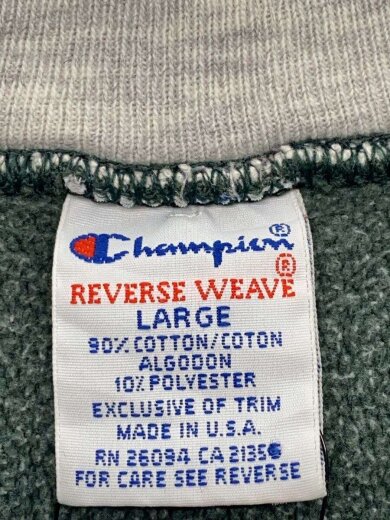 Champion®
REVERSE WEAVE®
LARGE
90% COTTON/COTON
ALGODON
10% POLYESTER
EXCLUSIVE OF TRIM
MADE IN U.S.A.
RN 26094 CA 21356
FOR CARE SEE REVERSE